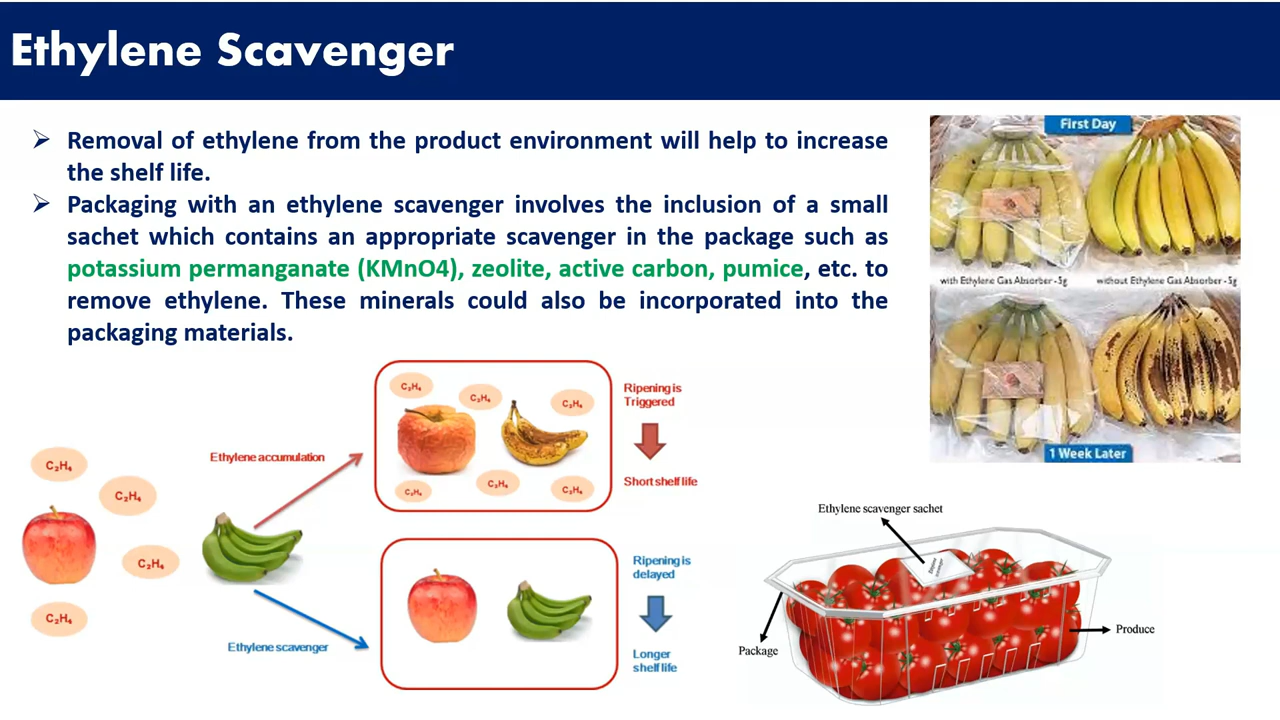 Ethylene Scavenger
➢ Removal of ethylene from the product environment will help to increase
the shelf life.
➢ Packaging with an ethylene scavenger involves the inclusion of a small
sachet which contains an appropriate scavenger in the package such as
potassium permanganate (KMnO4), zeolite, active carbon, pumice, etc. to
remove ethylene. These minerals could also be incorporated into the
packaging materials.
First Day
with Ethylene Gas Absorber -5g
without Ethylene Gas Absorber -5g
1 Week Later
C₂H₄
C₂H₄
C₂H₄
C₂H₄
Ethylene accumulation
C₂H₄
C₂H₄
C₂H₄
C₂H₄
C₂H₄
C₂H₄
Ripening is
Triggered
Short shelf life
Ethylene scavenger
Ripening is
delayed
Longer
shelf life
Ethylene scavenger sachet
Ethylene
scavenger
Package
Produce